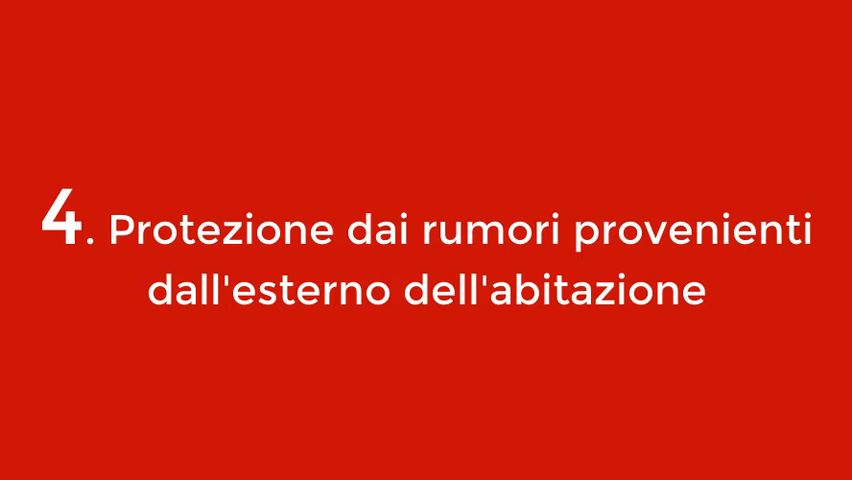 4. Protezione dai rumori provenienti
dall'esterno dell'abitazione